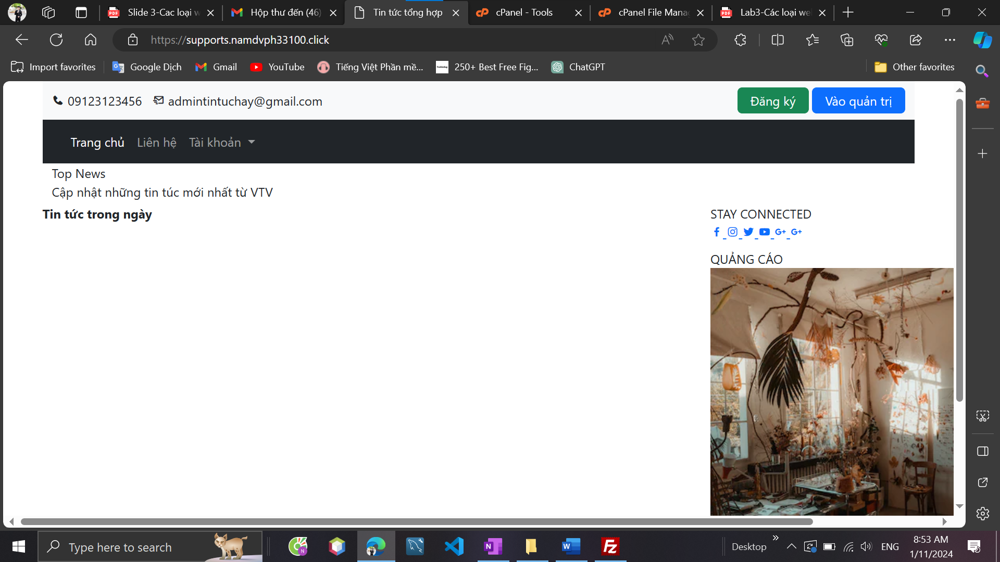 Slide 3-Cac loại w
Hộp thư đến (46)
Tin tức tổng hợp
cPanel - Tools
cPanel File Mana
Lab3-Các loại we
https://supports.namdvph33100.click
Import favorites
Google Dịch
Gmail
YouTube
Tiếng Việt Phần mề...
250+ Best Free Fig...
ChatGPT
Other favorites
09123123456 admintintuchay@gmail.com
Đăng ký
Vào quản trị
Trang chủ Liên hệ Tài khoản
Top News
Cập nhật những tin túc mới nhất từ VTV
Tin tức trong ngày
STAY CONNECTED
QUẢNG CÁO
Type here to search
Desktop
ENG
8:53 AM
1/11/2024